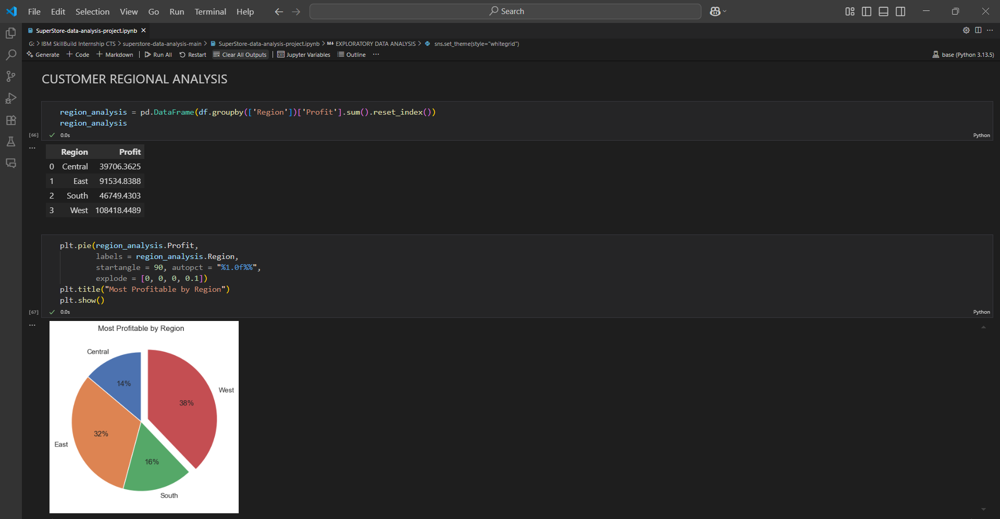 File Edit Selection View Go Run Terminal Help Search
SuperStore-data-analysis-project.ipynb
G: > IBM SkillBuild Internship CTS > superstore-data-analysis-main > SuperStore-data-analysis-project.ipynb > M↓ EXPLORATORY DATA ANALYSIS > sns.set_theme(style="whitegrid")
Generate + Code + Markdown | Run All Restart Clear All Outputs | Jupyter Variables Outline ... base (Python 3.13.5)
CUSTOMER REGIONAL ANALYSIS
region_analysis = pd.DataFrame(df.groupby(['Region'])['Profit'].sum().reset_index())
region_analysis
[66] ✓ 0.0s Python
...
Region Profit
0 Central 39706.3625
1 East 91534.8388
2 South 46749.4303
3 West 108418.4489
plt.pie(region_analysis.Profit,
labels = region_analysis.Region,
startangle = 90, autopct = "%1.0f%%",
explode = [0, 0, 0, 0.1])
plt.title("Most Profitable by Region")
plt.show()
[67] ✓ 0.0s Python
...
Most Profitable by Region
Central
14%
West
38%
32%
East
16%
South